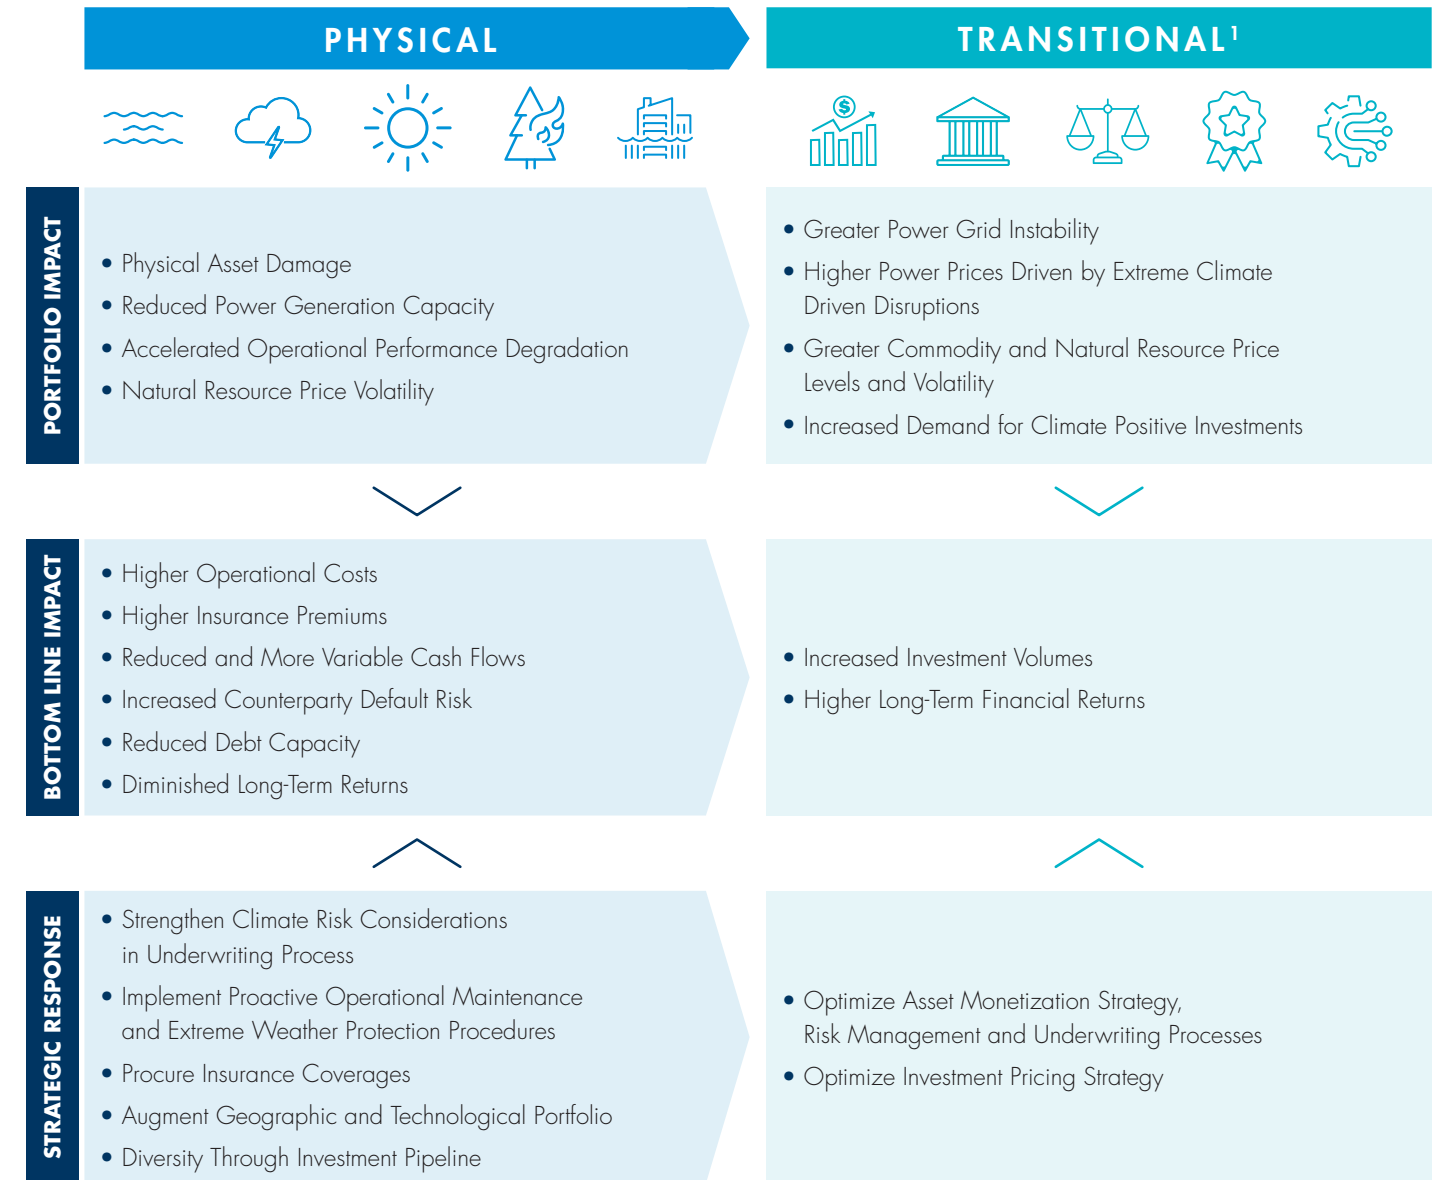 PHYSICAL
TRANSITIONAL¹
PORTFOLIO IMPACT
• Physical Asset Damage
• Reduced Power Generation Capacity
• Accelerated Operational Performance Degradation
• Natural Resource Price Volatility
• Greater Power Grid Instability
• Higher Power Prices Driven by Extreme Climate
Driven Disruptions
• Greater Commodity and Natural Resource Price
Levels and Volatility
• Increased Demand for Climate Positive Investments
BOTTOM LINE IMPACT
• Higher Operational Costs
• Higher Insurance Premiums
• Reduced and More Variable Cash Flows
• Increased Counterparty Default Risk
• Reduced Debt Capacity
• Diminished Long-Term Returns
• Increased Investment Volumes
• Higher Long-Term Financial Returns
STRATEGIC RESPONSE
• Strengthen Climate Risk Considerations
in Underwriting Process
• Implement Proactive Operational Maintenance
and Extreme Weather Protection Procedures
• Procure Insurance Coverages
• Augment Geographic and Technological Portfolio
• Diversity Through Investment Pipeline
• Optimize Asset Monetization Strategy,
Risk Management and Underwriting Processes
• Optimize Investment Pricing Strategy